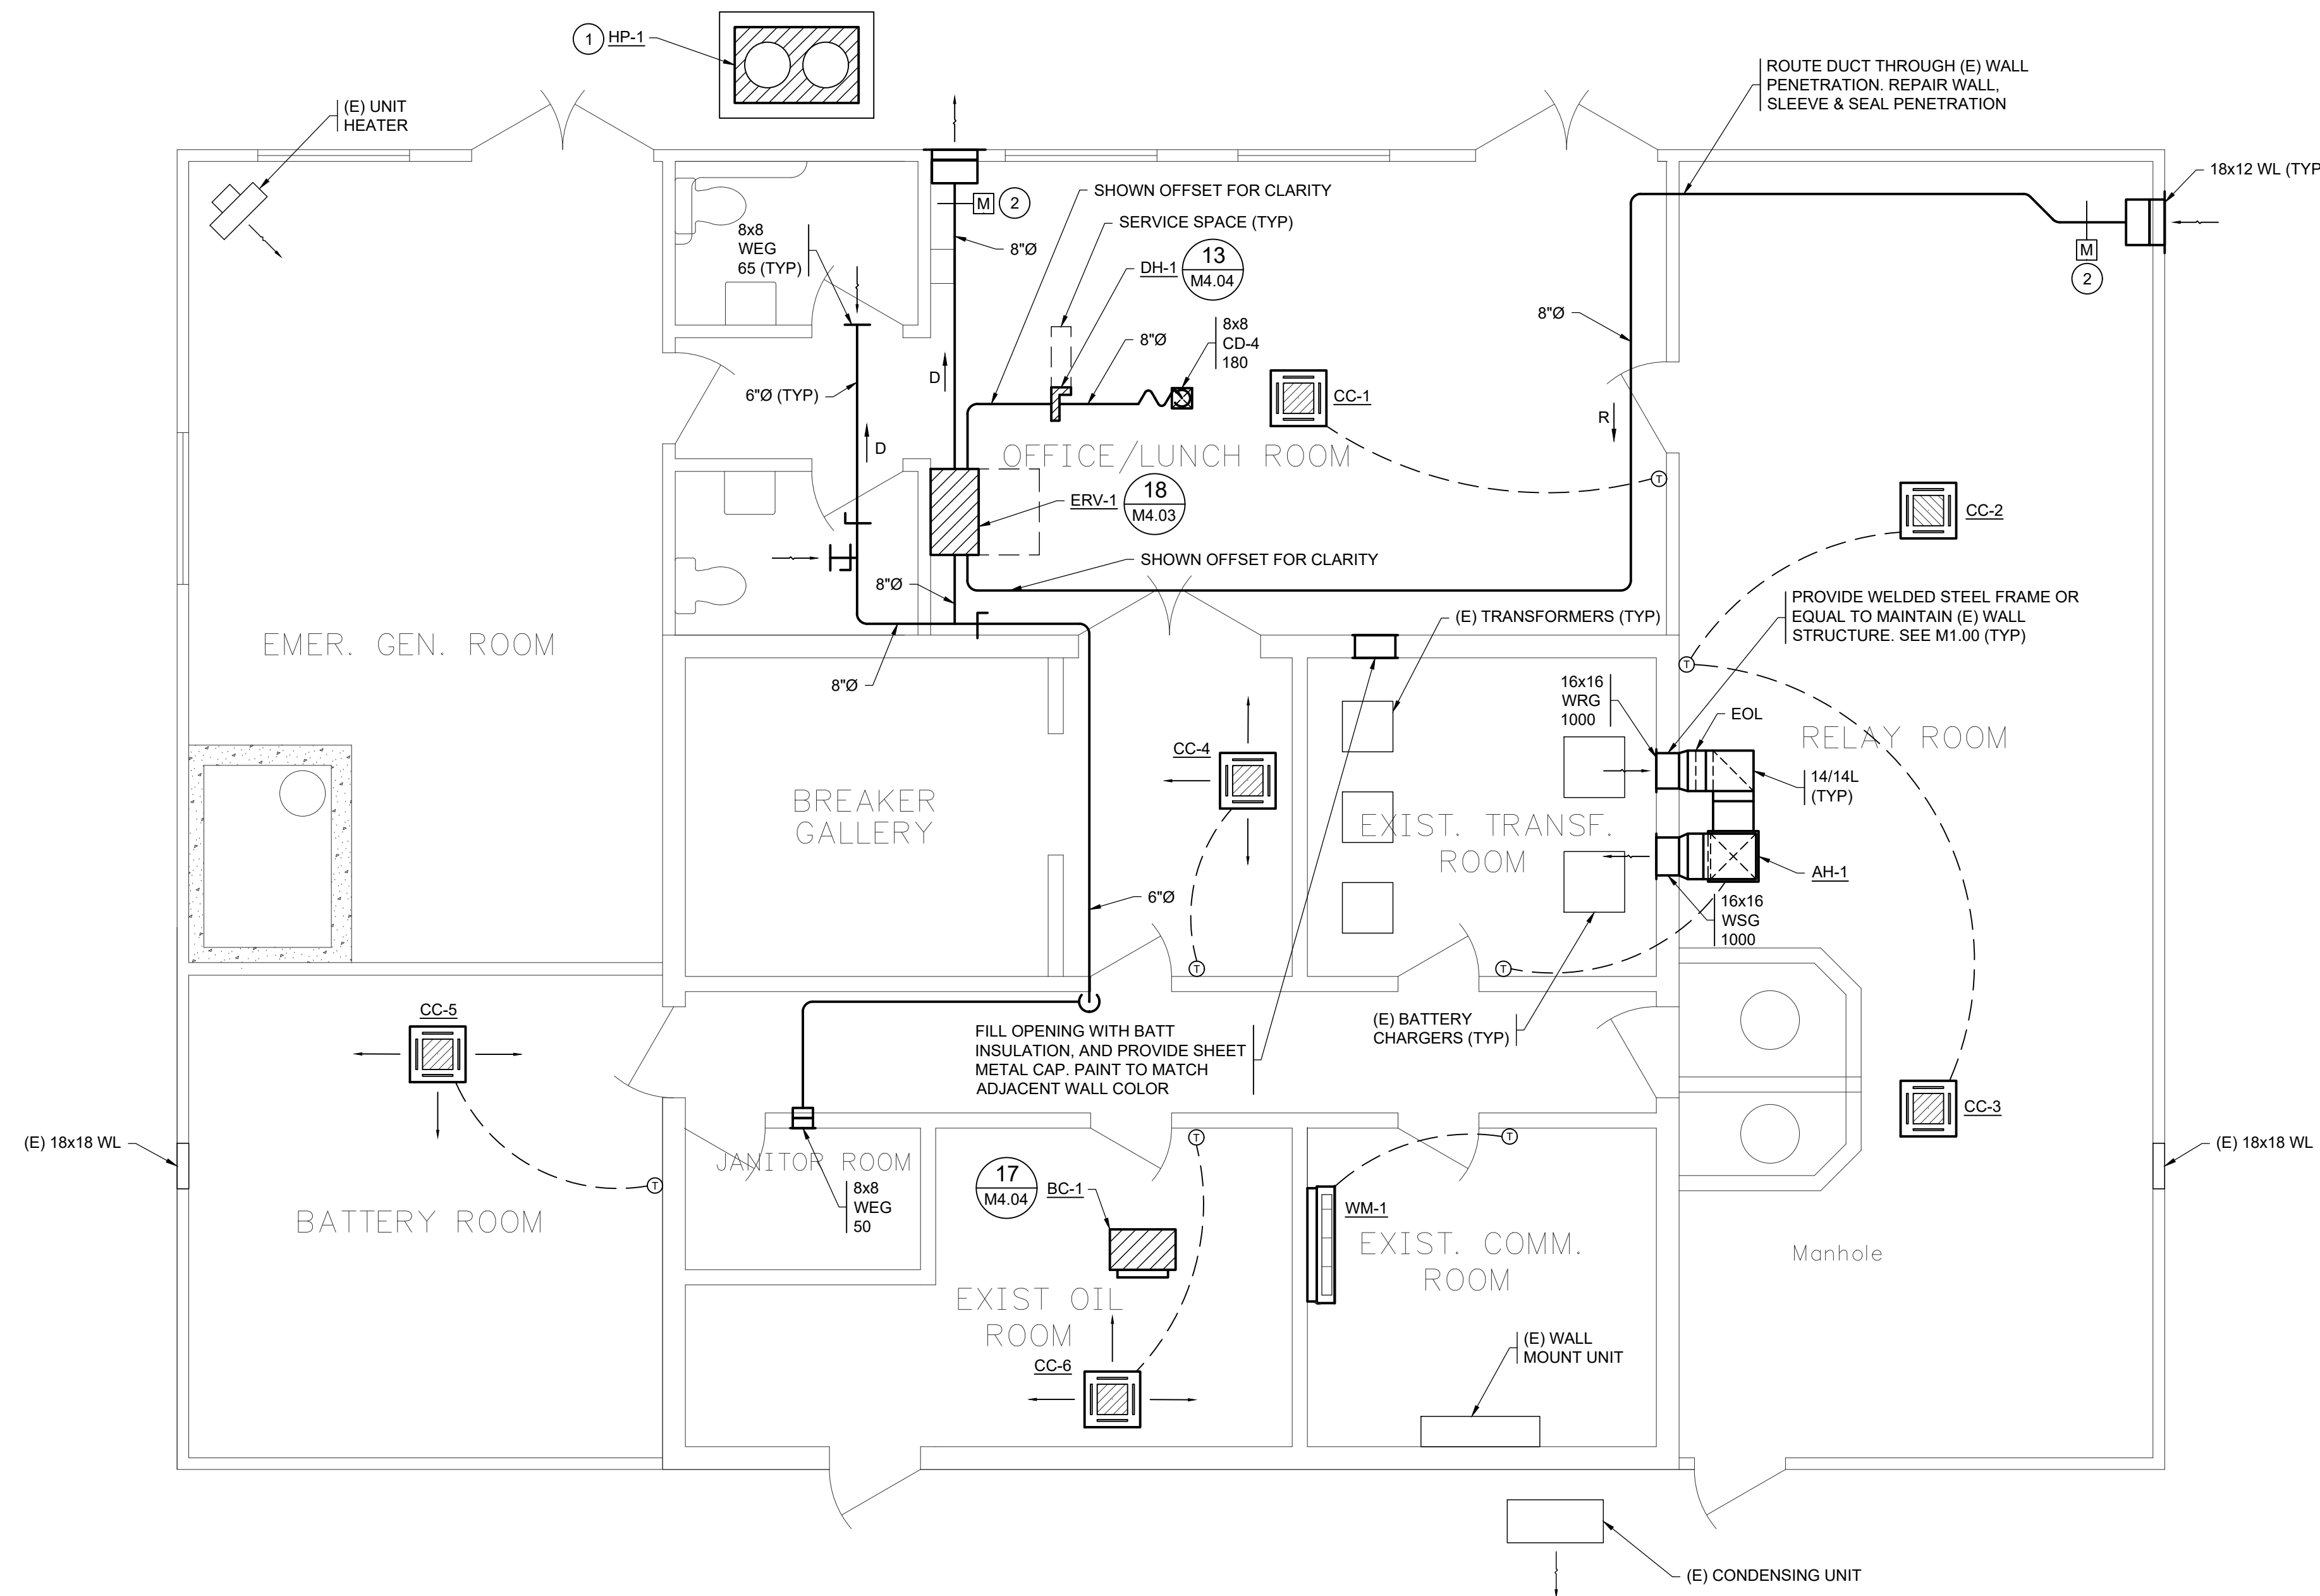 1
HP-1
ROUTE DUCT THROUGH (E) WALL
PENETRATION. REPAIR WALL,
SLEEVE & SEAL PENETRATION
(E) UNIT
HEATER
18x12 WL (TYP
SHOWN OFFSET FOR CLARITY
M
2
SERVICE SPACE (TYP)
8x8
WEG
65 (TYP)
8"Ø
DH-1
13
M4.04
M
2
8"Ø
8x8
CD-4
180
8"Ø
D
6"Ø (TYP)
CC-1
R
D
OFFICE/LUNCH ROOM
T
ERV-1
18
M4.03
CC-2
SHOWN OFFSET FOR CLARITY
8"Ø
PROVIDE WELDED STEEL FRAME OR
EQUAL TO MAINTAIN (E) WALL
STRUCTURE. SEE M1.00 (TYP)
(E) TRANSFORMERS (TYP)
EMER. GEN. ROOM
T
8"Ø
16x16
WRG
1000
EOL
RELAY ROOM
CC-4
14/14L
(TYP)
BREAKER
GALLERY
EXIST. TRANSF.
ROOM
AH-1
6"Ø
16x16
WSG
1000
T
T
CC-5
FILL OPENING WITH BATT
INSULATION, AND PROVIDE SHEET
METAL CAP. PAINT TO MATCH
ADJACENT WALL COLOR
(E) BATTERY
CHARGERS (TYP)
CC-3
(E) 18x18 WL
T
T
(E) 18x18 WL
JANITOR ROOM
T
8x8
WEG
50
17
M4.04
BC-1
WM-1
BATTERY ROOM
EXIST. COMM.
ROOM
Manhole
EXIST OIL
ROOM
(E) WALL
MOUNT UNIT
CC-6
(E) CONDENSING UNIT